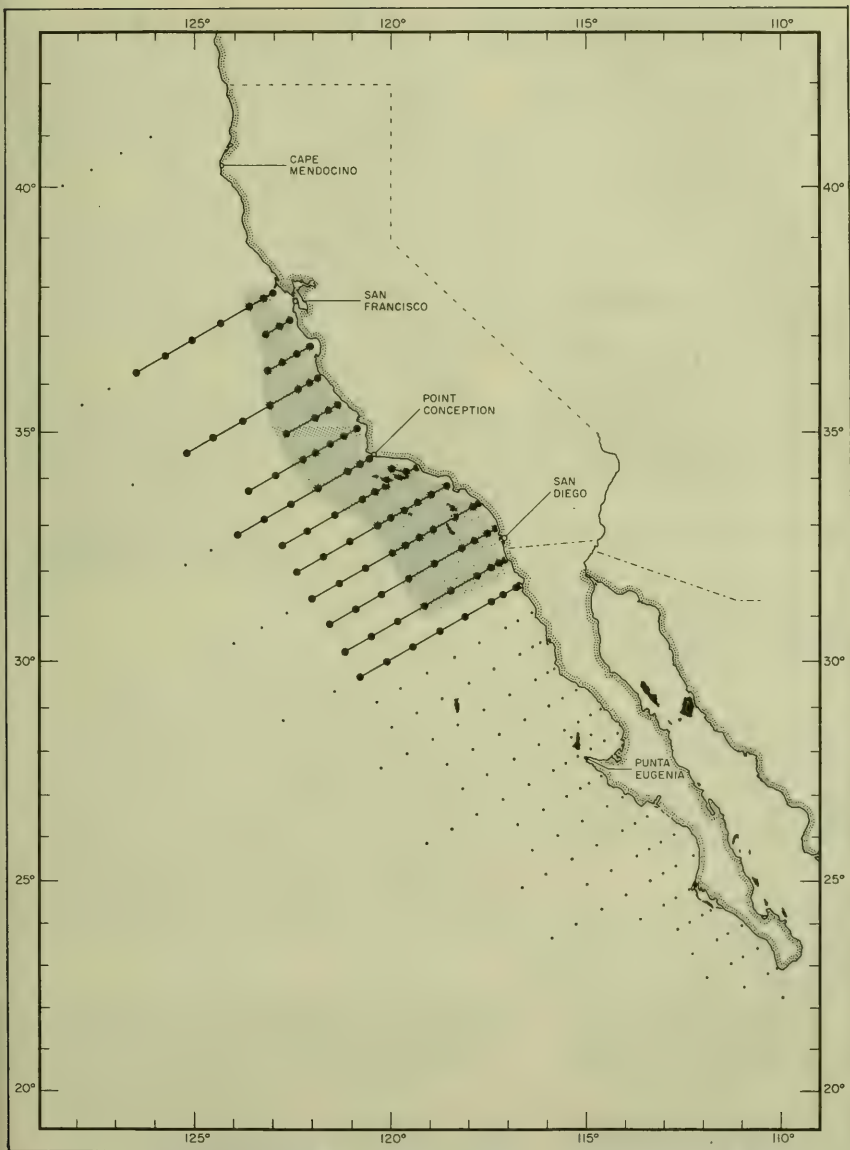 125° 120° 115° 110°
CAPE
MENDOCINO
40° 40°
SAN
FRANCISCO
POINT
CONCEPTION
35° 35°
SAN
DIEGO
30° 30°
PUNTA
EUGENIA
25° 25°
20° 20°
125° 120° 115° 110°